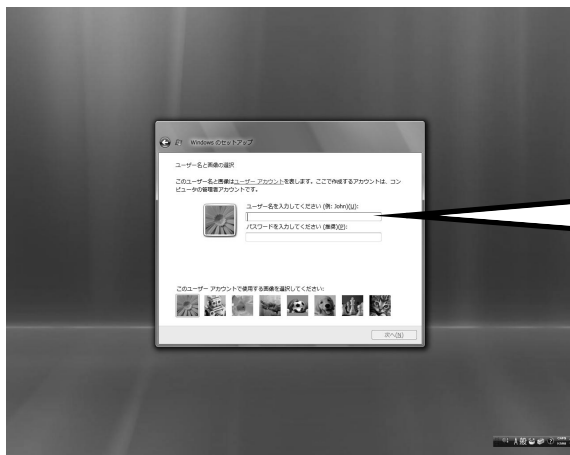 Windows のセットアップ
ユーザー名と画像の選択
このユーザー名と画像はユーザー アカウントを表します。ここで作成するアカウントは、コン
ピュータの管理者アカウントです。
ユーザー名を入力してください (例: John)(U):
パスワードを入力してください (推奨)(P):
このユーザー アカウントで使用する画像を選択してください:
次へ(N)
A 般